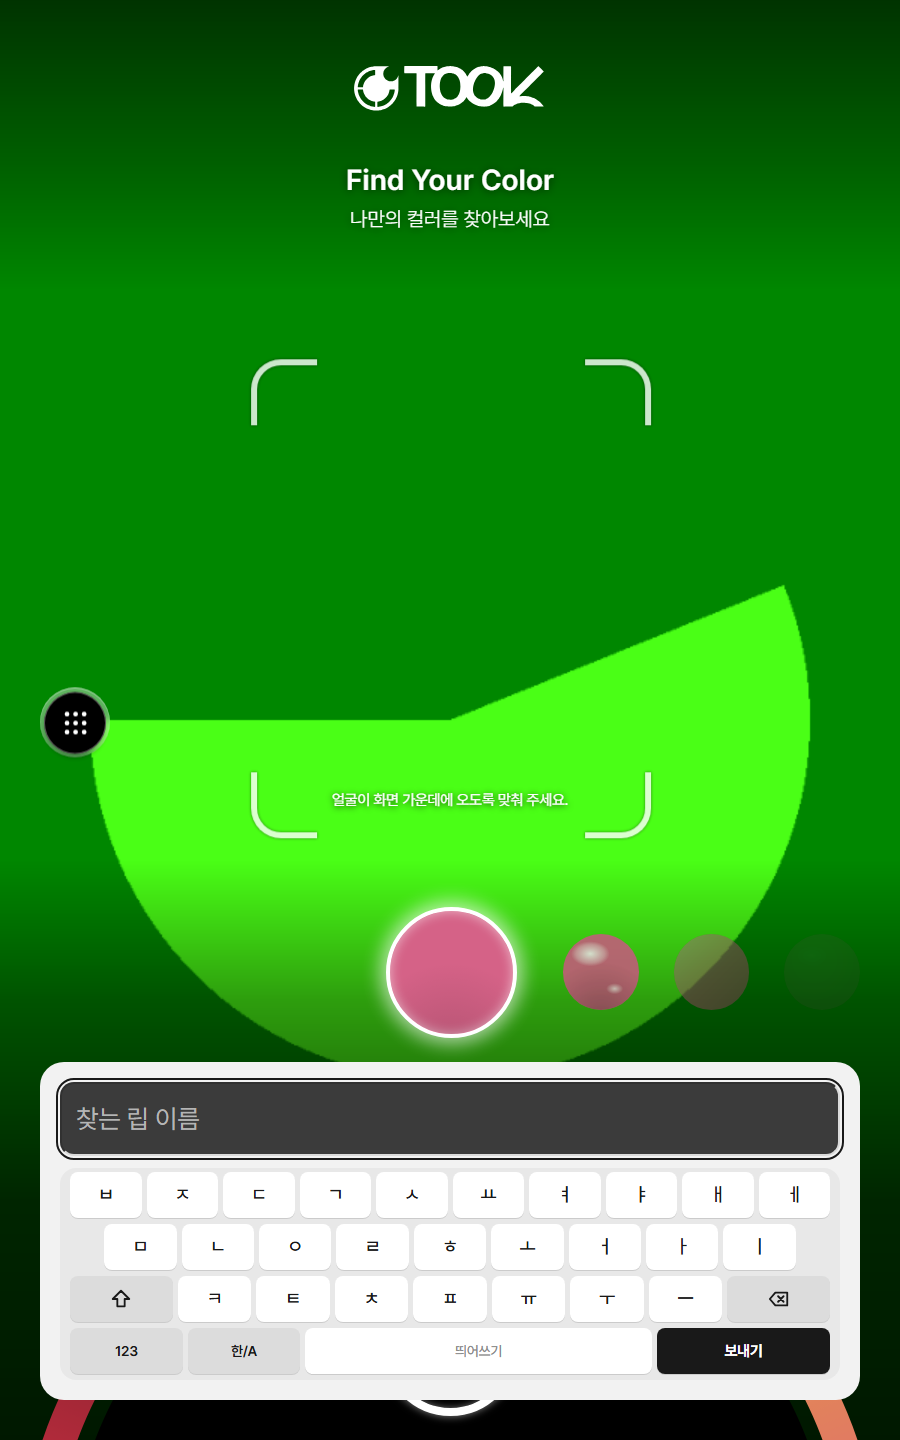 TOOK
Find Your Color
나만의 컬러를 찾아보세요
얼굴이 화면 가운데에 오도록 맞춰 주세요.
찾는 립 이름
ㅂ ㅈ ㄷ ㄱ ㅅ ㅛ ㅕ ㅑ ㅐ ㅔ
ㅁ ㄴ ㅇ ㄹ ㅎ ㅗ ㅓ ㅏ ㅣ
ㅋ ㅌ ㅊ ㅍ ㅠ ㅜ ㅡ
123 한/A 띄어쓰기 보내기